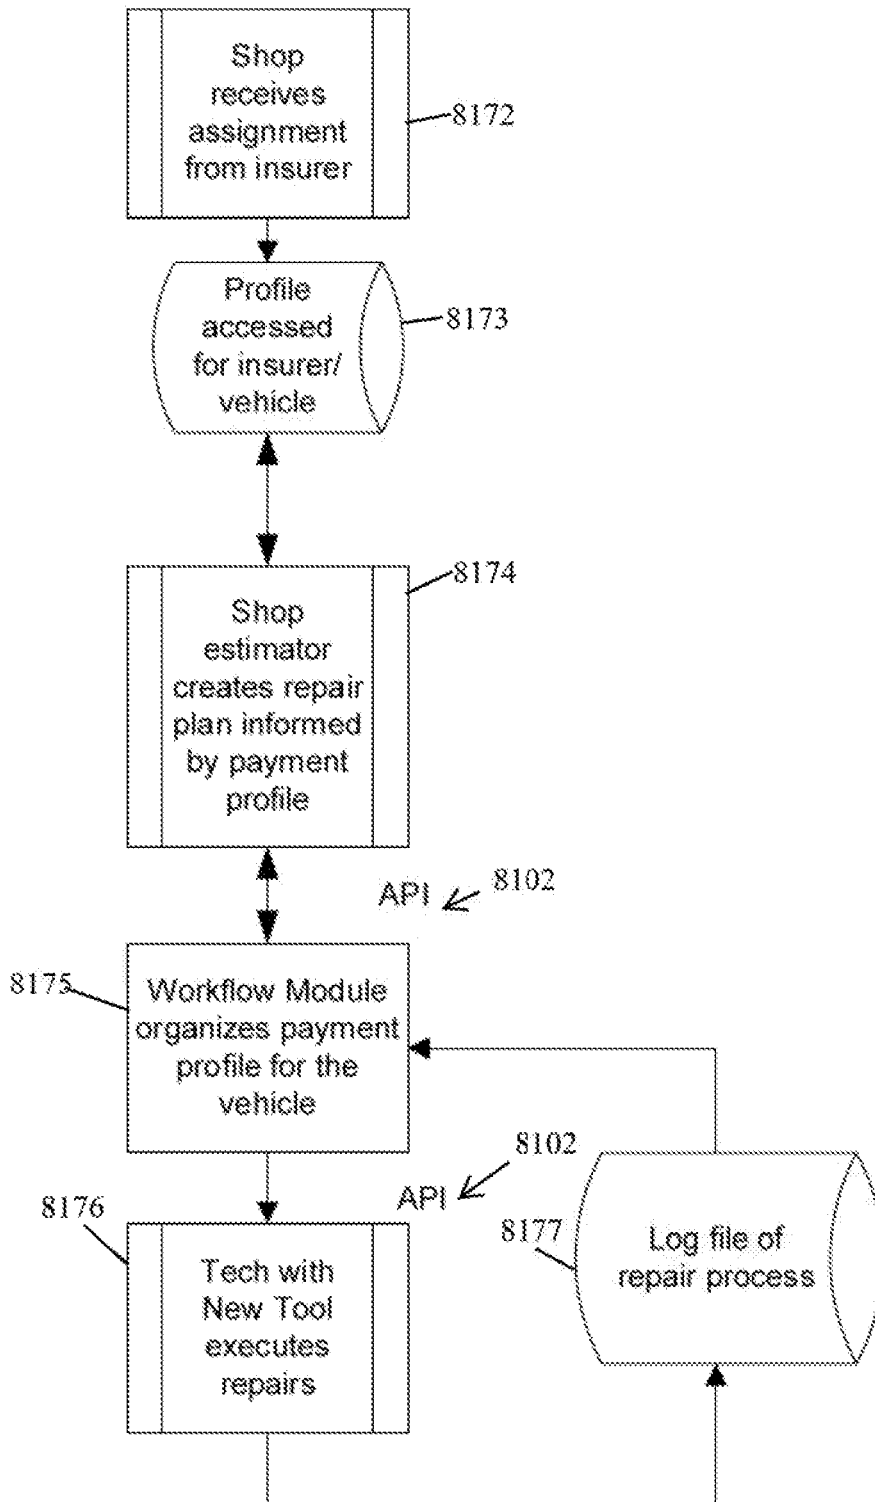 Shop
receives
assignment
from insurer
8172
Profile
accessed
for insurer/
vehicle
8173
8174
Shop
estimator
creates repair
plan informed
by payment
profile
API
8102
8175
Workflow Module
organizes payment
profile for the
vehicle
8102
API
8176
Tech with
New Tool
executes
repairs
8177
Log file of
repair process